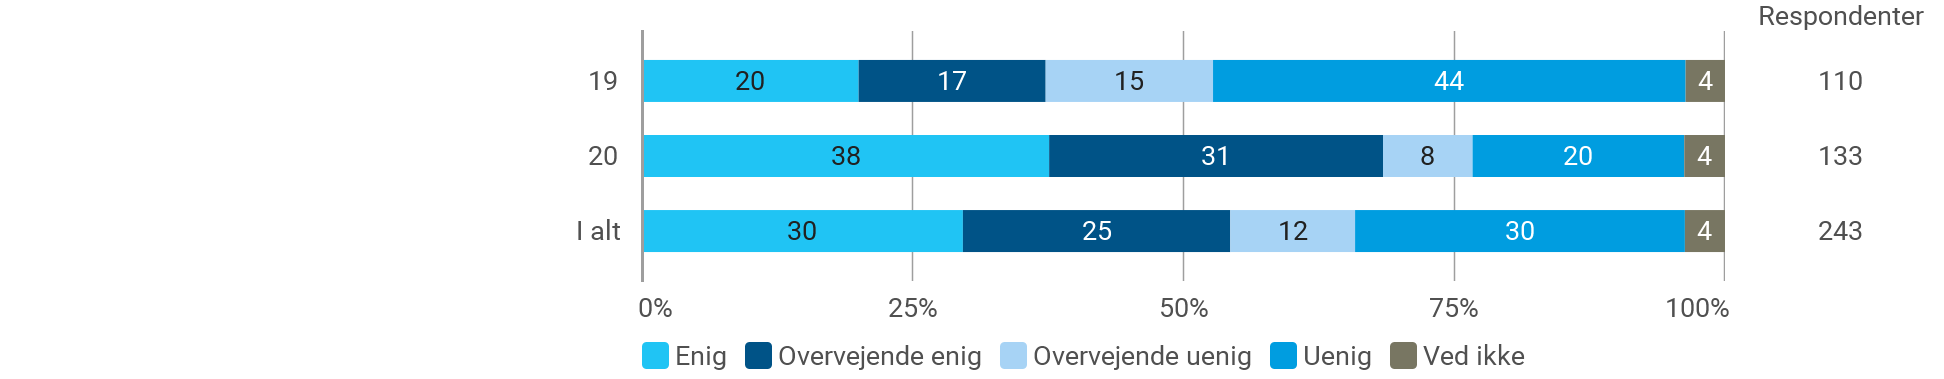 Respondenter
19 20 17 15 44 4 110
20 38 31 8 20 4 133
I alt 30 25 12 30 4 243
0% 25% 50% 75% 100%
Enig Overvejende enig Overvejende uenig Uenig Ved ikke